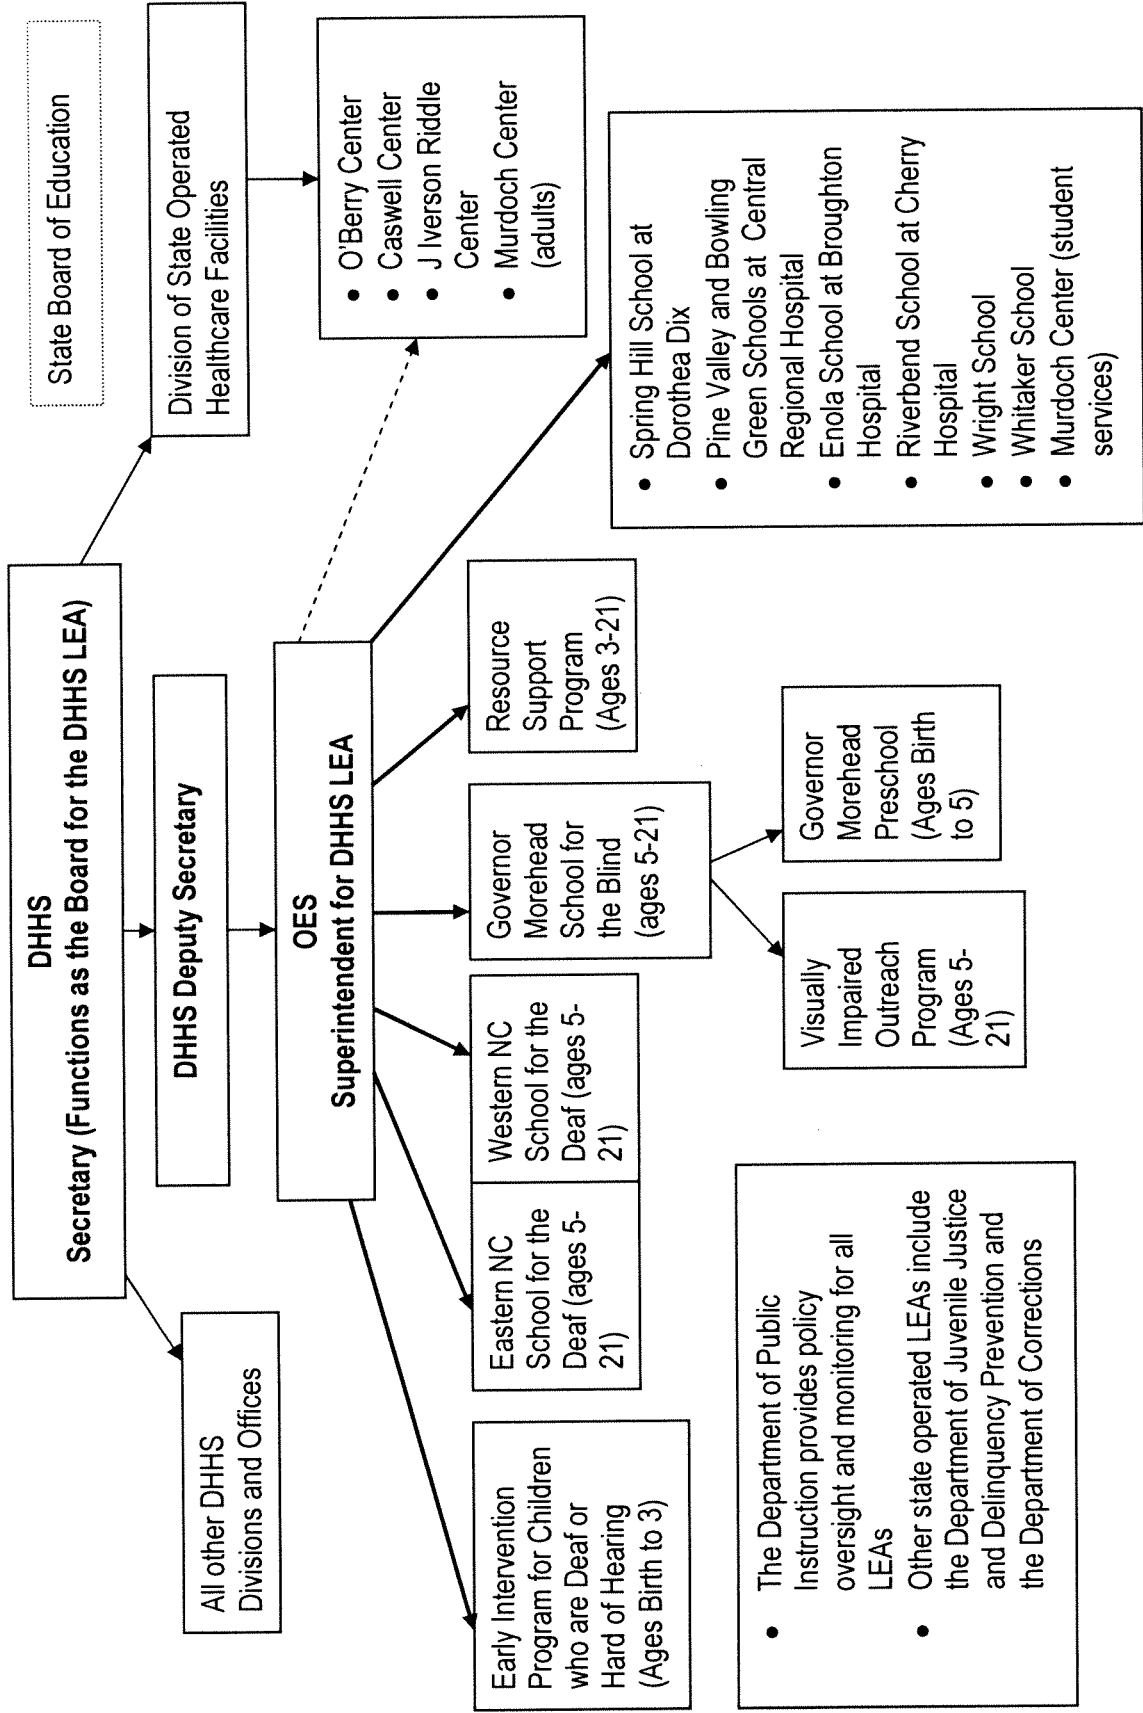 State Board of Education
DHHS
Secretary (Functions as the Board for the DHHS LEA)
All other DHHS
Divisions and Offices
DHHS Deputy Secretary
Division of State Operated
Healthcare Facilities
OES
Superintendent for DHHS LEA
● O'Berry Center
● Caswell Center
● J Iverson Riddle
Center
● Murdoch Center
(adults)
Early Intervention
Program for Children
who are Deaf or
Hard of Hearing
(Ages Birth to 3)
Eastern NC
School for the
Deaf (ages 5-
21)
Western NC
School for the
Deaf (ages 5-
21)
Governor
Morehead
School for
the Blind
(ages 5-21)
Resource
Support
Program
(Ages 3-21)
● Spring Hill School at
Dorothea Dix
● Pine Valley and Bowling
Green Schools at Central
Regional Hospital
● Enola School at Broughton
Hospital
● Riverbend School at Cherry
Hospital
● Wright School
● Whitaker School
● Murdoch Center (student
services)
Visually
Impaired
Outreach
Program
(Ages 5-
21)
Governor
Morehead
Preschool
(Ages Birth
to 5)
● The Department of Public
Instruction provides policy
oversight and monitoring for all
LEAs
● Other state operated LEAs include
the Department of Juvenile Justice
and Delinquency Prevention and
the Department of Corrections